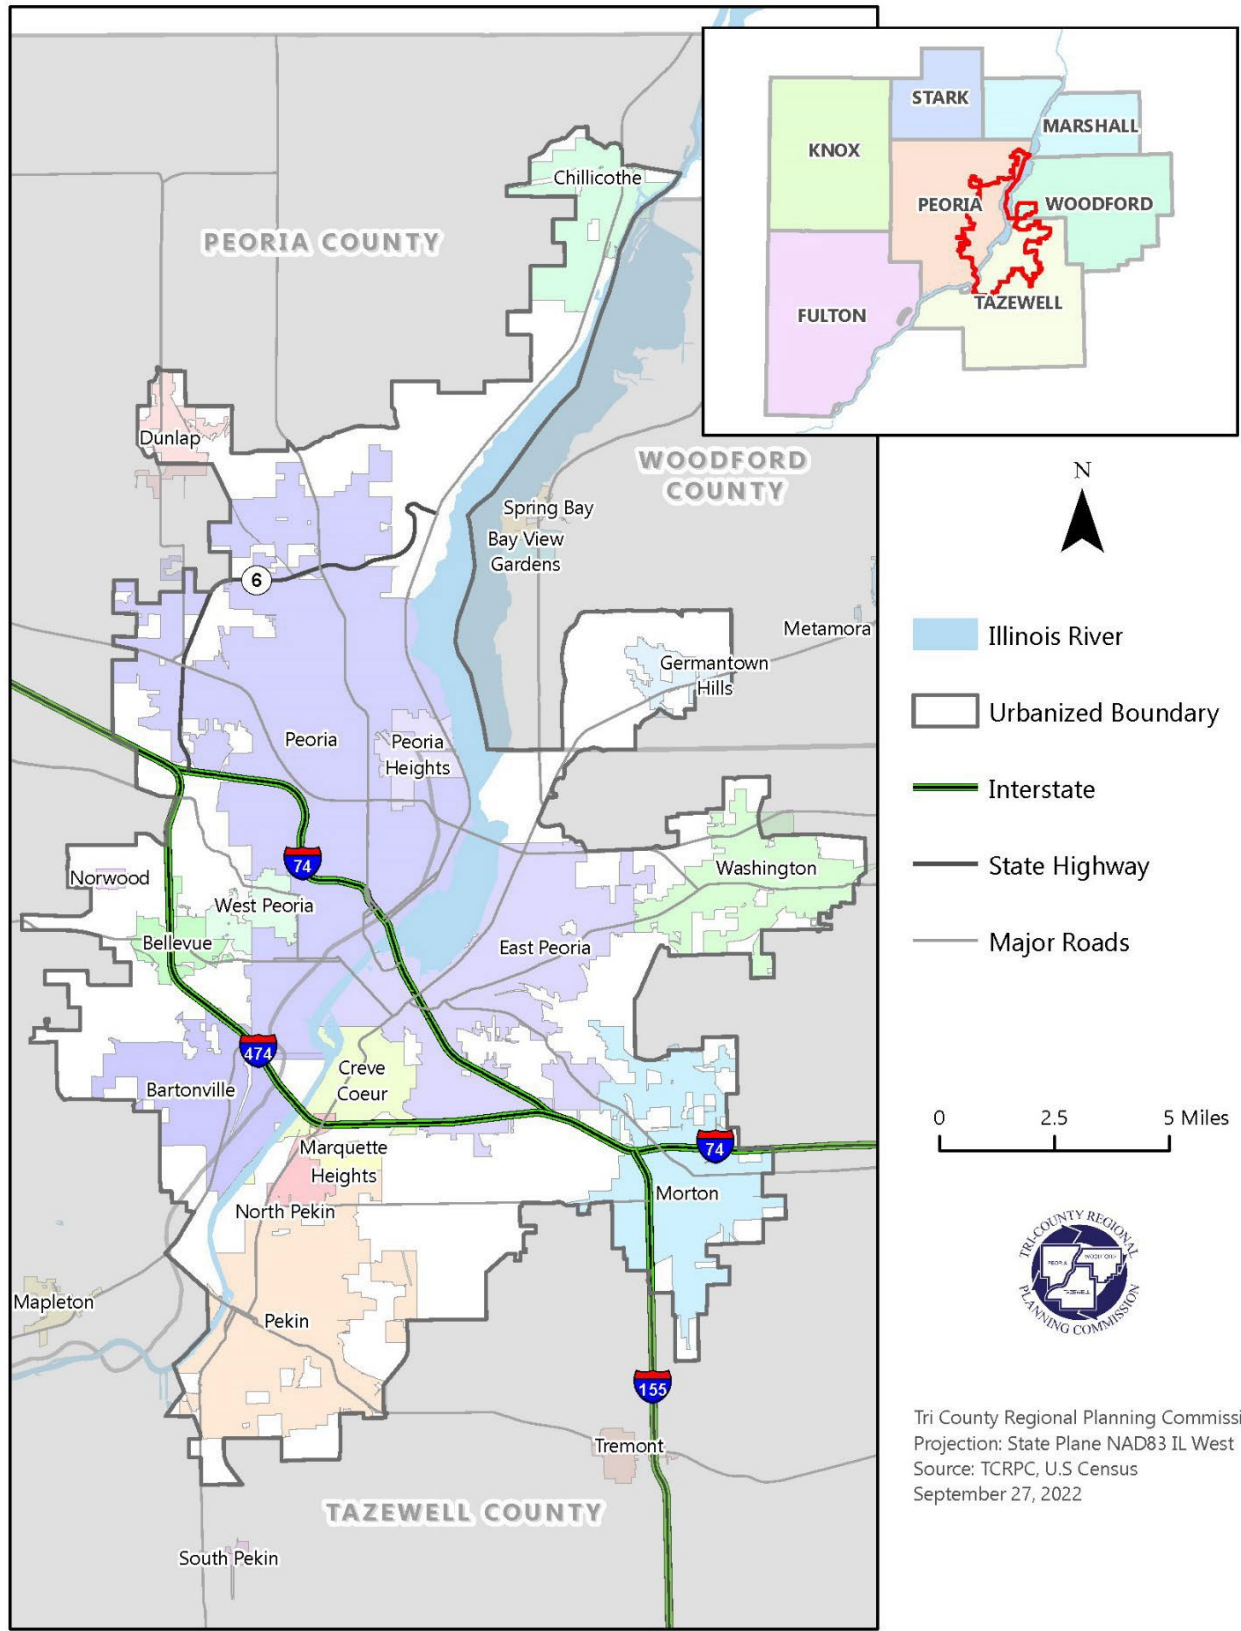 STARK
MARSHALL
KNOX
PEORIA
WOODFORD
TAZEWELL
FULTON
Chillicothe
PEORIA COUNTY
Dunlap
WOODFORD
COUNTY
Spring Bay
Bay View
Gardens
6
Metamora
Germantown
Hills
Peoria
Peoria
Heights
74
Washington
Norwood
West Peoria
Bellevue
East Peoria
474
Creve
Coeur
Bartonville
74
Marquette
Heights
Morton
North Pekin
Mapleton
Pekin
155
Tremont
TAZEWELL COUNTY
South Pekin
N
Illinois River
Urbanized Boundary
Interstate
State Highway
Major Roads
0 2.5 5 Miles
TRI-COUNTY REGIONAL
PEORIA
WOODFORD
TAZEWELL
PLANNING COMMISSION
Tri County Regional Planning Commissi
Projection: State Plane NAD83 IL West
Source: TCRPC, U.S Census
September 27, 2022